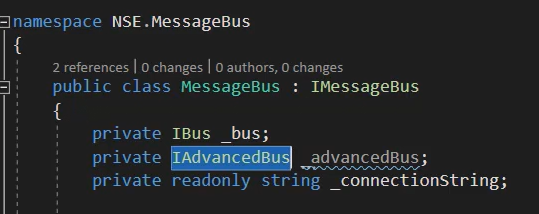 namespace NSE.MessageBus
{
2 references | 0 changes | 0 authors, 0 changes
public class MessageBus : IMessageBus
{
private IBus _bus;
private IAdvancedBus _advancedBus;
private readonly string _connectionString;